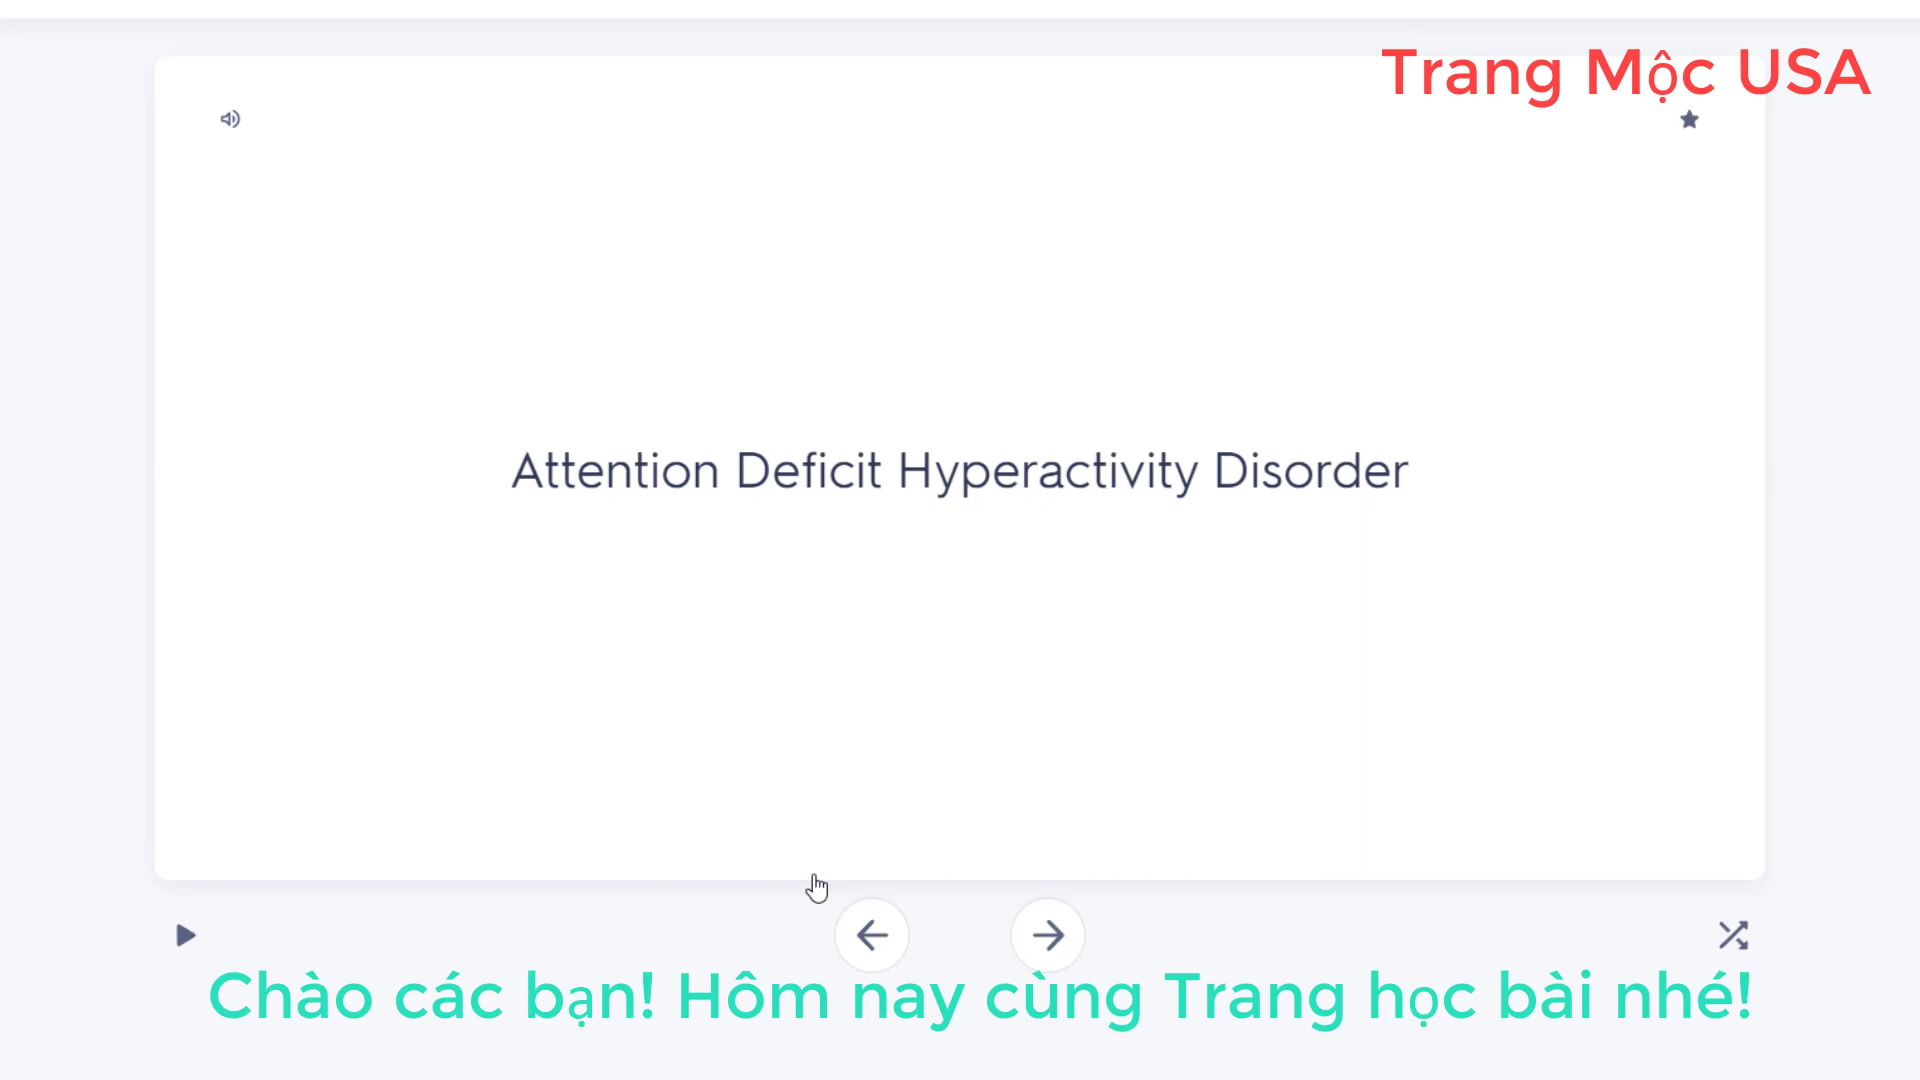 Trang Mộc USA
Attention Deficit Hyperactivity Disorder
Chào các bạn! Hôm nay cùng Trang học bài nhé!